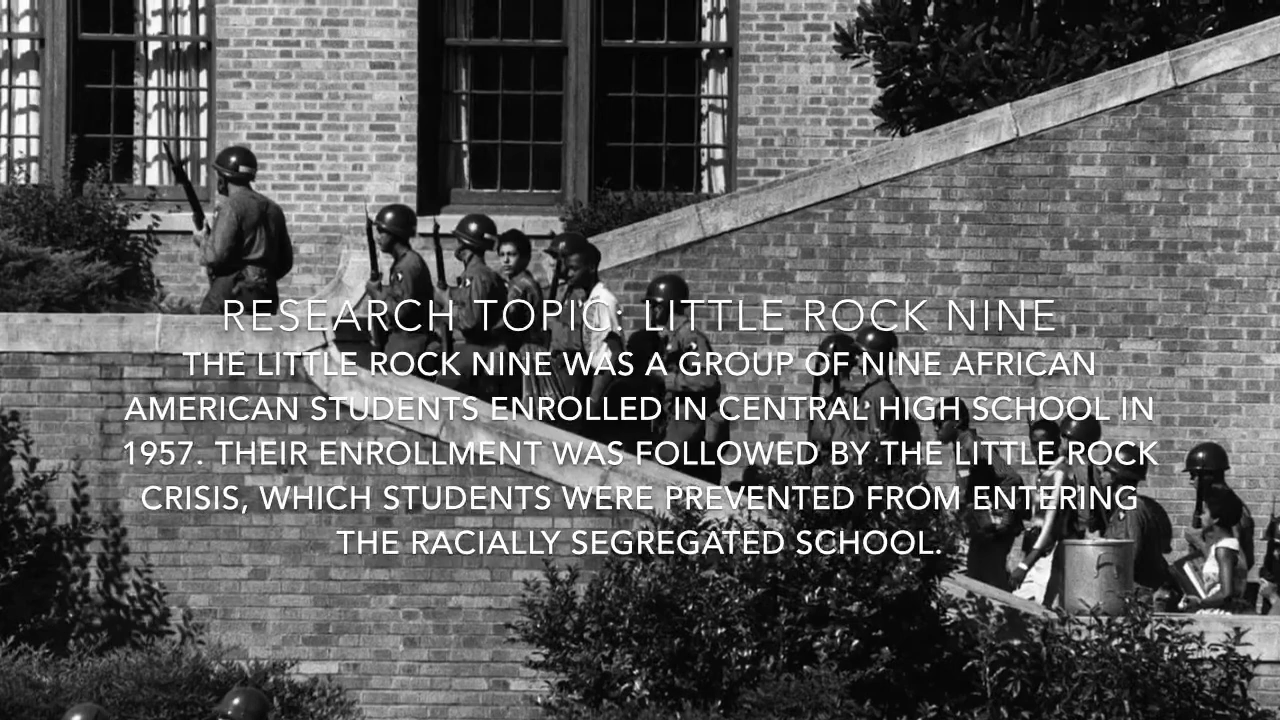 RESEARCH TOPIC: LITTLE ROCK NINE
THE LITTLE ROCK NINE WAS A GROUP OF NINE AFRICAN
AMERICAN STUDENTS ENROLLED IN CENTRAL HIGH SCHOOL IN
1957. THEIR ENROLLMENT WAS FOLLOWED BY THE LITTLE ROCK
CRISIS, WHICH STUDENTS WERE PREVENTED FROM ENTERING
THE RACIALLY SEGREGATED SCHOOL.